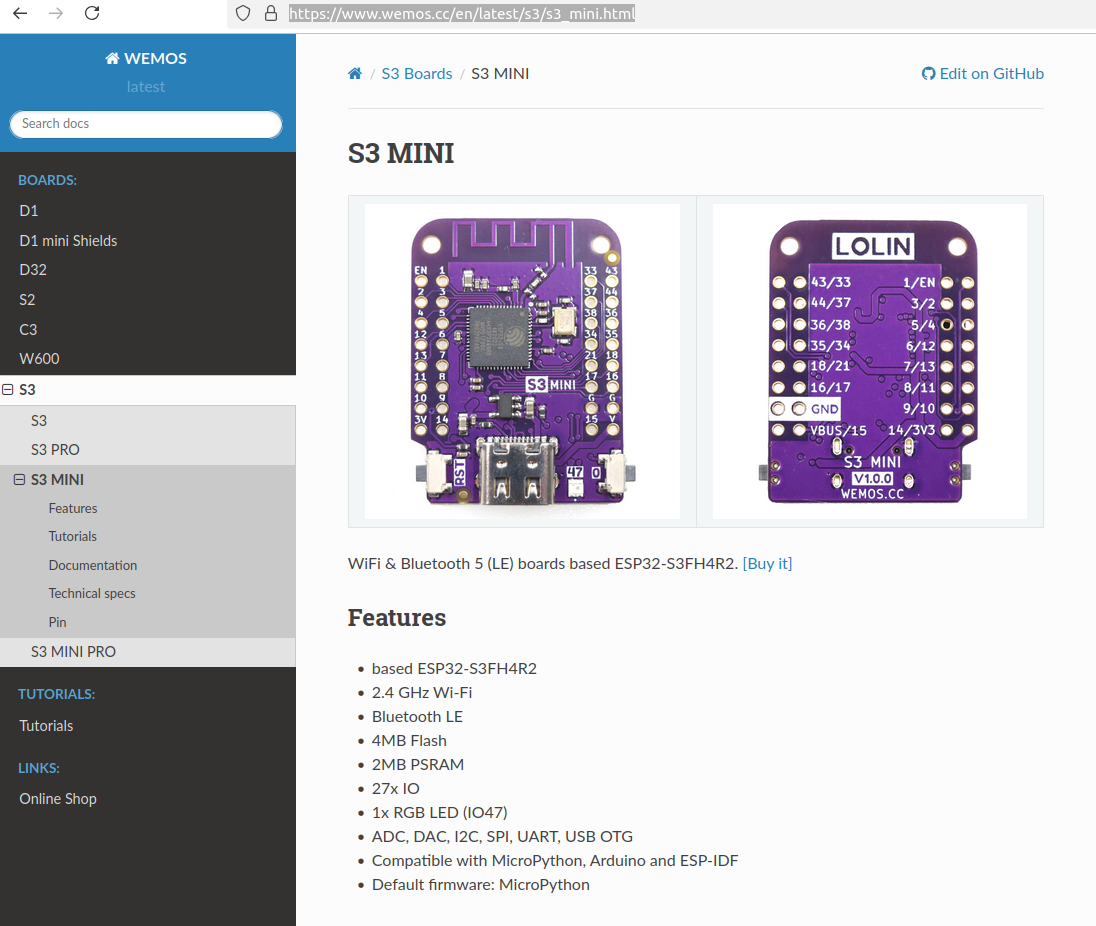 https://www.wemos.cc/en/latest/s3/s3_mini.html
WEMOS
latest
Search docs
BOARDS:
D1
D1 mini Shields
D32
S2
C3
W600
S3
S3
S3 PRO
S3 MINI
Features
Tutorials
Documentation
Technical specs
Pin
S3 MINI PRO
TUTORIALS:
Tutorials
LINKS:
Online Shop
/ S3 Boards / S3 MINI
Edit on GitHub
S3 MINI
EN 1
2 3
4 5
12 6
13 7
11 8
10 9
3V 14
33 43
37 44
38 36
34 35
21 18
17 16
G G
15 V
S3 MINI
RST
47
0
LOLIN
43/33 1/EN
44/37 3/2
36/38 5/4
35/34 6/12
18/21 7/13
16/17 8/11
GND 9/10
VBUS/15 14/3V3
S3 MINI
V1.0.0
WEMOS.CC
WiFi & Bluetooth 5 (LE) boards based ESP32-S3FH4R2. [Buy it]
Features
• based ESP32-S3FH4R2
• 2.4 GHz Wi-Fi
• Bluetooth LE
• 4MB Flash
• 2MB PSRAM
• 27x IO
• 1x RGB LED (IO47)
• ADC, DAC, I2C, SPI, UART, USB OTG
• Compatible with MicroPython, Arduino and ESP-IDF
• Default firmware: MicroPython